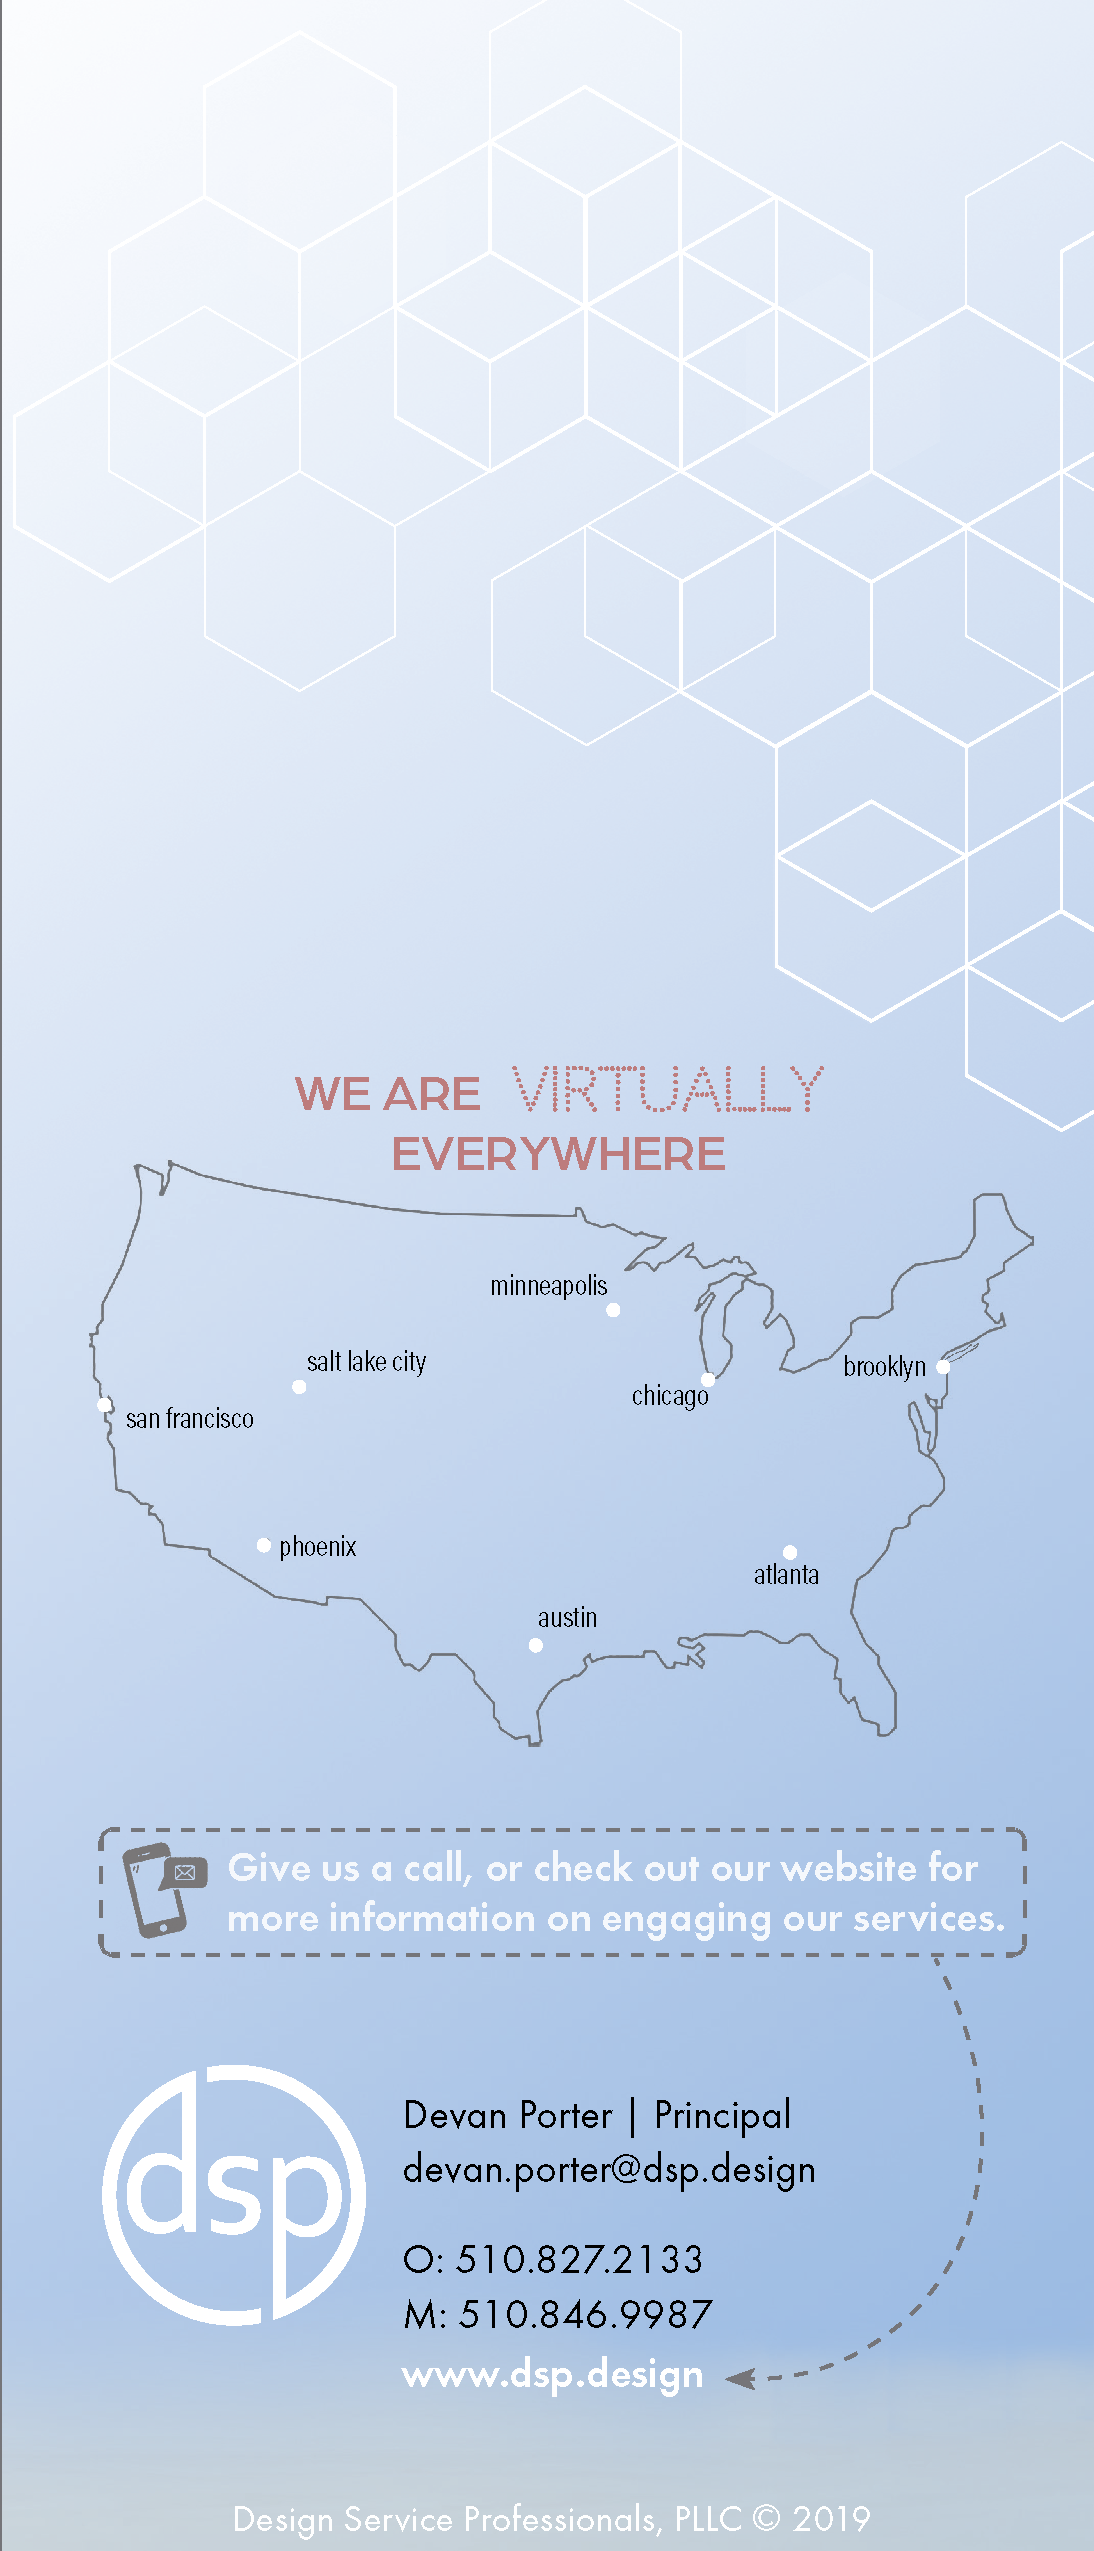 WE ARE VIRTUALLY
EVERYWHERE
minneapolis
salt lake city
brooklyn
chicago
san francisco
phoenix
atlanta
austin
Give us a call, or check out our website for
more information on engaging our services.
dsp
Devan Porter | Principal
devan.porter@dsp.design
O: 510.827.2133
M: 510.846.9987
www.dsp.design
Design Service Professionals, PLLC © 2019